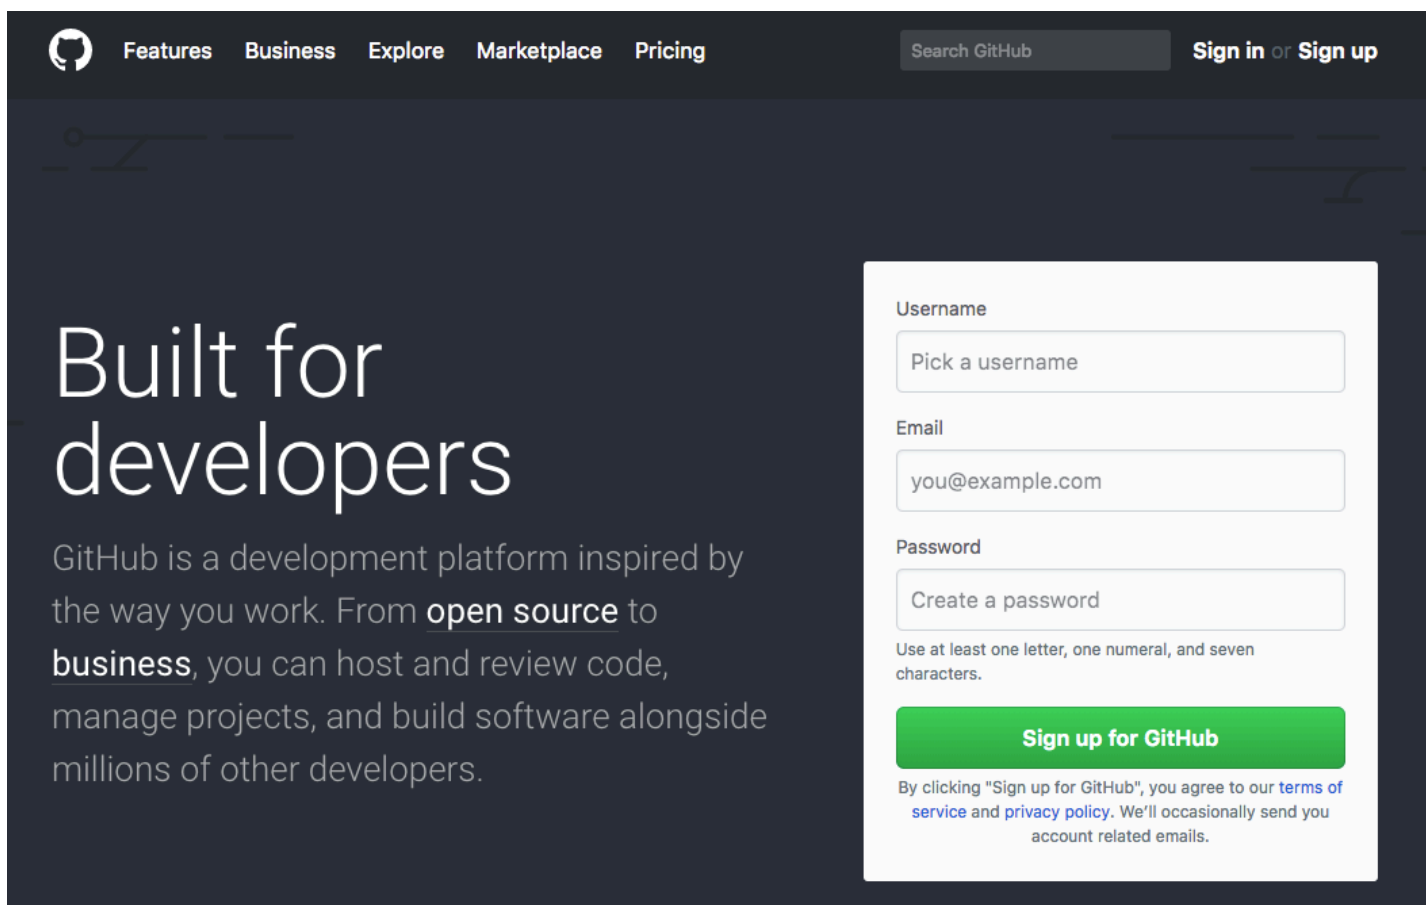 Features Business Explore Marketplace Pricing Search GitHub Sign in or Sign up
Built for
developers
GitHub is a development platform inspired by
the way you work. From open source to
business, you can host and review code,
manage projects, and build software alongside
millions of other developers.
Username
Pick a username
Email
you@example.com
Password
Create a password
Use at least one letter, one numeral, and seven
characters.
Sign up for GitHub
By clicking "Sign up for GitHub", you agree to our terms of
service and privacy policy. We’ll occasionally send you
account related emails.